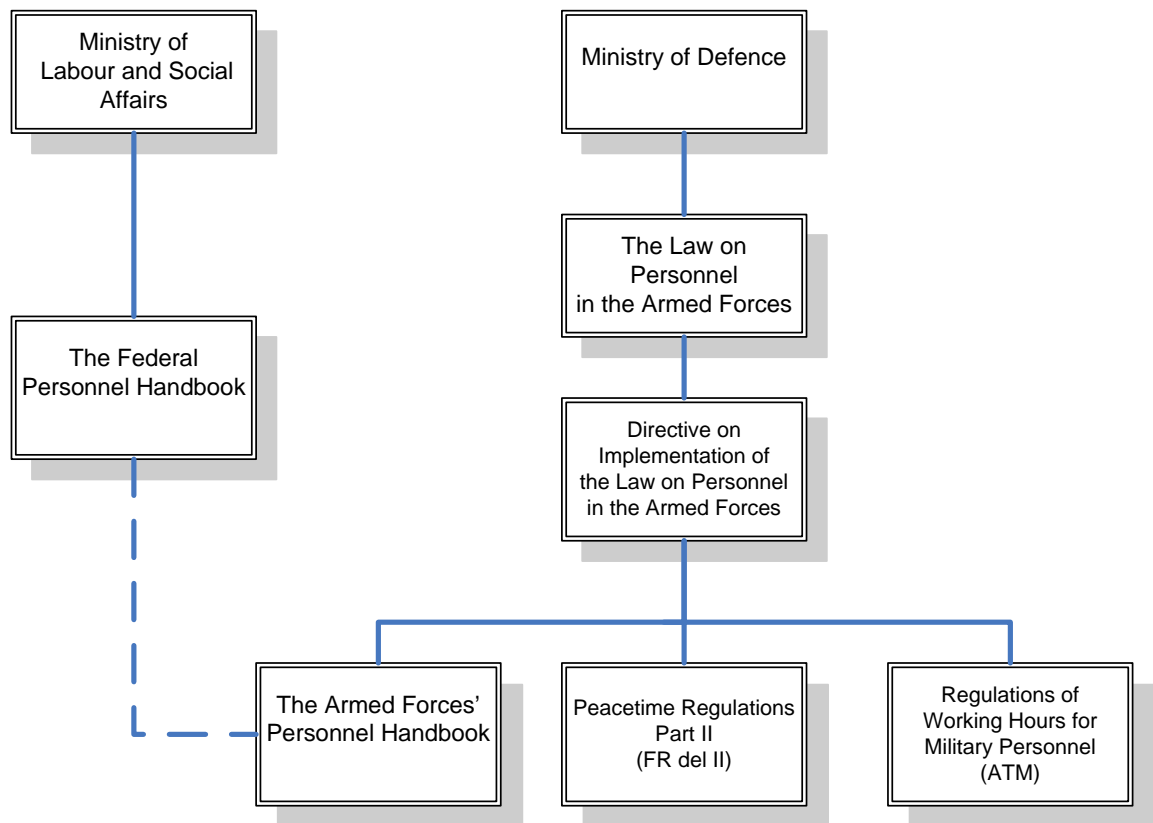 Ministry of
Labour and Social
Affairs
Ministry of Defence
The Law on
Personnel
in the Armed Forces
The Federal
Personnel Handbook
Directive on
Implementation of
the Law on Personnel
in the Armed Forces
The Armed Forces’
Personnel Handbook
Peacetime Regulations
Part II
(FR del II)
Regulations of
Working Hours for
Military Personnel
(ATM)